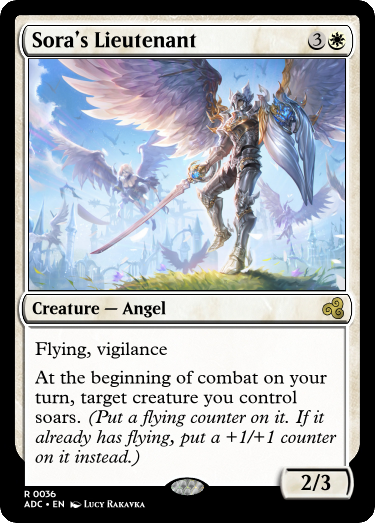 Sora's Lieutenant 3
Creature — Angel
Flying, vigilance
At the beginning of combat on your
turn, target creature you control
soars. (Put a flying counter on it. If it
already has flying, put a +1/+1 counter
on it instead.)
2/3
R 0036
ADC • EN Lucy Rakavka